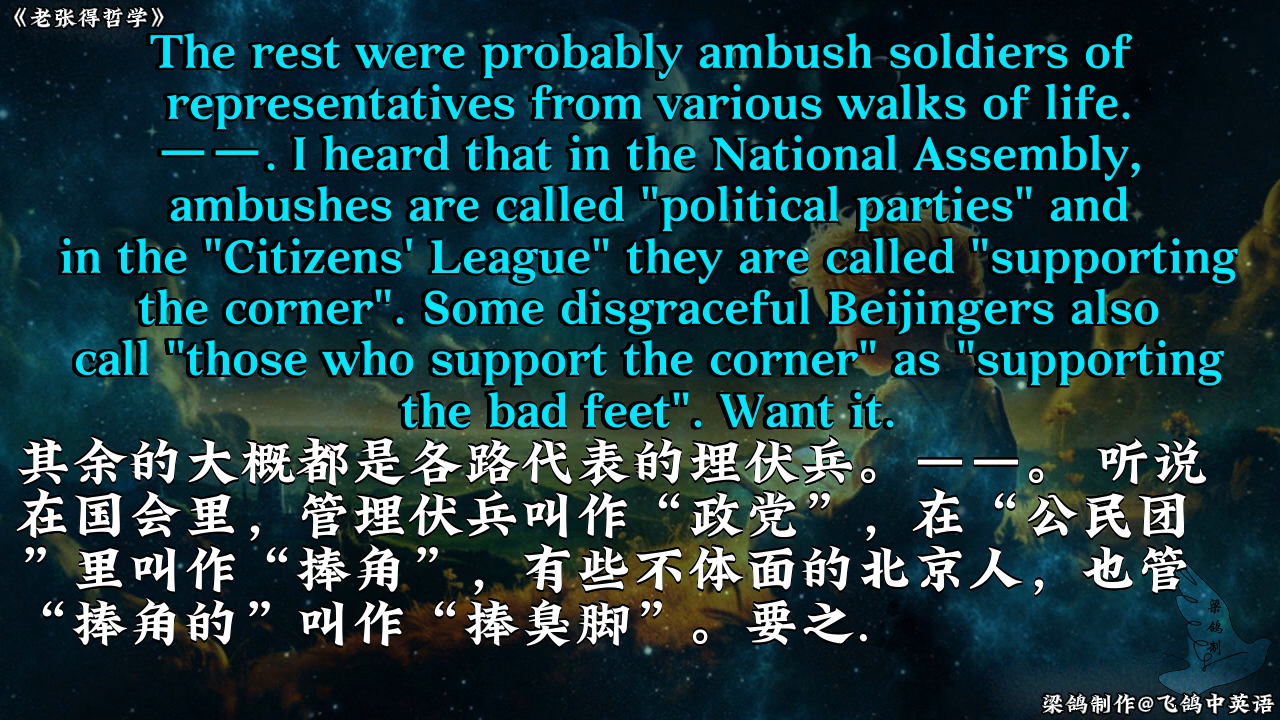 《老张得哲学》
The rest were probably ambush soldiers of
representatives from various walks of life.
——. I heard that in the National Assembly,
ambushes are called "political parties" and
in the "Citizens' League" they are called "supporting
the corner". Some disgraceful Beijingers also
call "those who support the corner" as "supporting
the bad feet". Want it.
其余的大概都是各路代表的埋伏兵。——。 听说
在国会里，管埋伏兵叫作“政党”，在“公民团
”里叫作“捧角”，有些不体面的北京人，也管
“捧角的”叫作“捧臭脚”。要之.
梁鸽制
梁鸽制作@飞鸽中英语